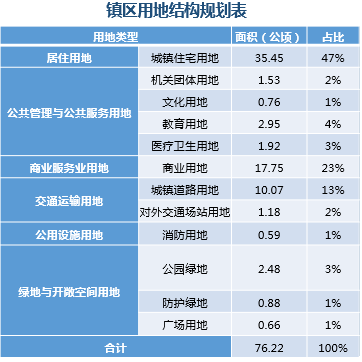 镇区用地结构规划表
用地类型 面积（公顷） 占比
居住用地 城镇住宅用地 35.45 47%
公共管理与公共服务用地 机关团体用地 1.53 2%
文化用地 0.76 1%
教育用地 2.95 4%
医疗卫生用地 1.92 3%
商业服务业用地 商业用地 17.75 23%
交通运输用地 城镇道路用地 10.07 13%
对外交通场站用地 1.18 2%
公用设施用地 消防用地 0.59 1%
绿地与开敞空间用地 公园绿地 2.48 3%
防护绿地 0.88 1%
广场用地 0.66 1%
合计 76.22 100%